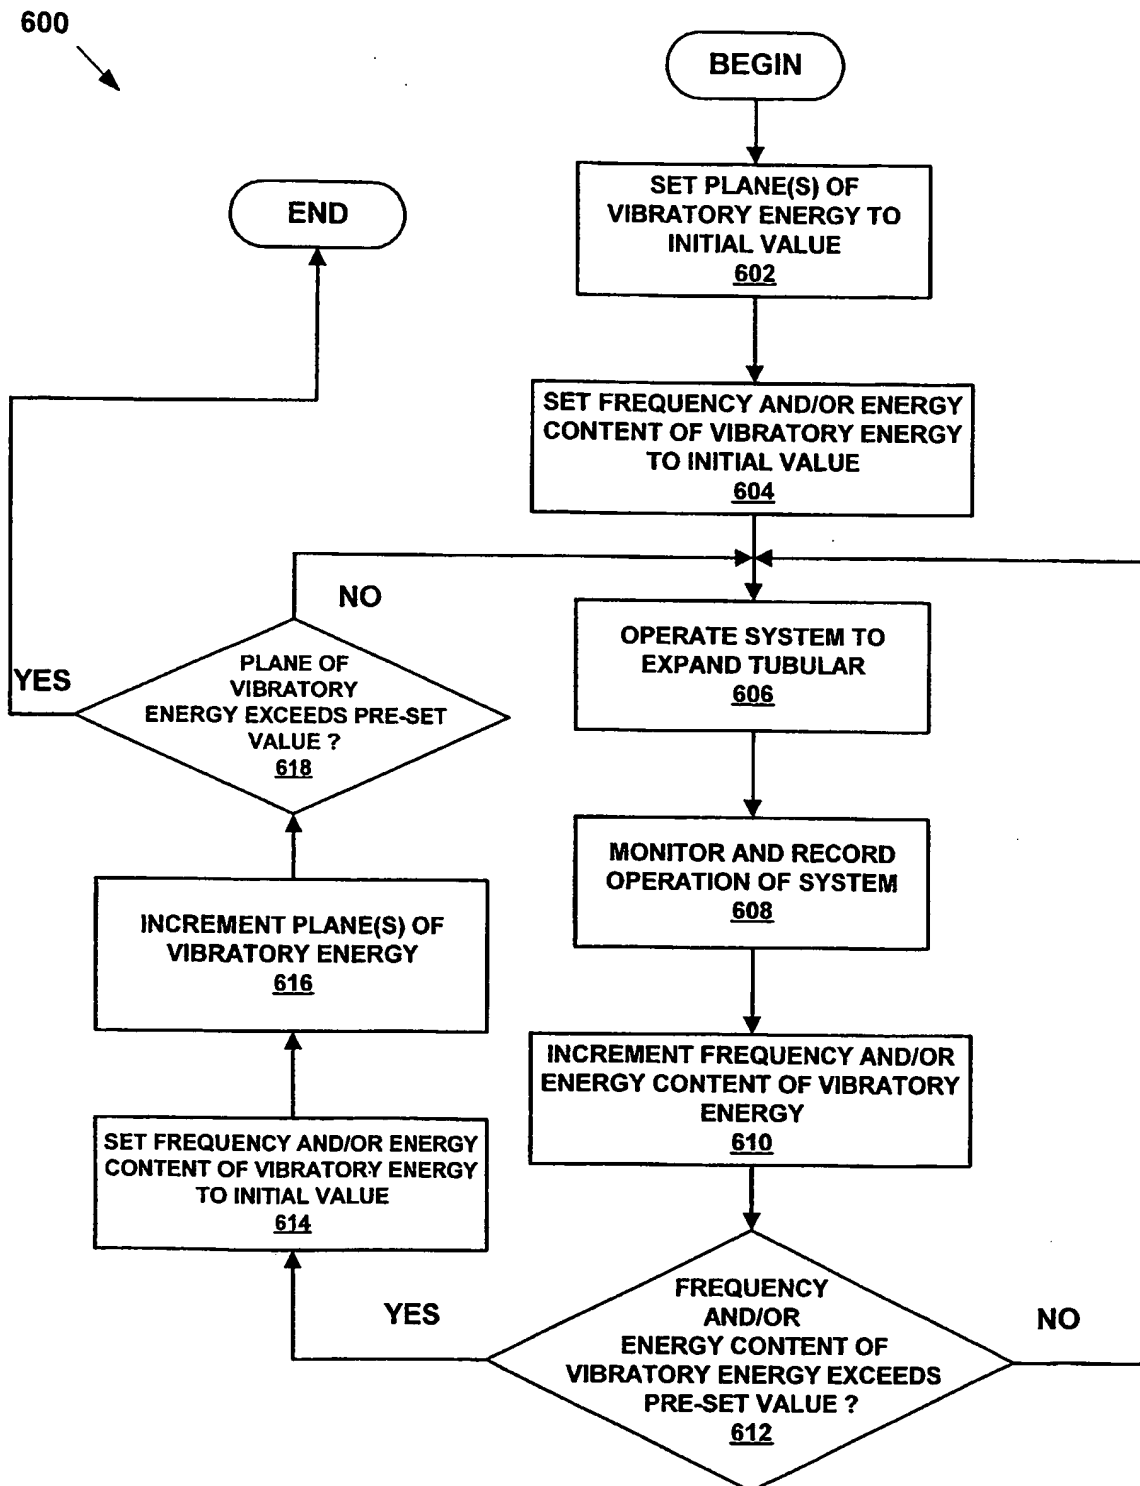 600
BEGIN
SET PLANE(S) OF
VIBRATORY ENERGY TO
INITIAL VALUE
602
END
SET FREQUENCY AND/OR ENERGY
CONTENT OF VIBRATORY ENERGY
TO INITIAL VALUE
604
NO
OPERATE SYSTEM TO
EXPAND TUBULAR
606
YES
PLANE OF
VIBRATORY
ENERGY EXCEEDS PRE-SET
VALUE ?
618
MONITOR AND RECORD
OPERATION OF SYSTEM
608
INCREMENT PLANE(S) OF
VIBRATORY ENERGY
616
INCREMENT FREQUENCY AND/OR
ENERGY CONTENT OF VIBRATORY
ENERGY
610
SET FREQUENCY AND/OR ENERGY
CONTENT OF VIBRATORY ENERGY
TO INITIAL VALUE
614
YES
FREQUENCY
AND/OR
ENERGY CONTENT OF
VIBRATORY ENERGY EXCEEDS
PRE-SET VALUE ?
612
NO